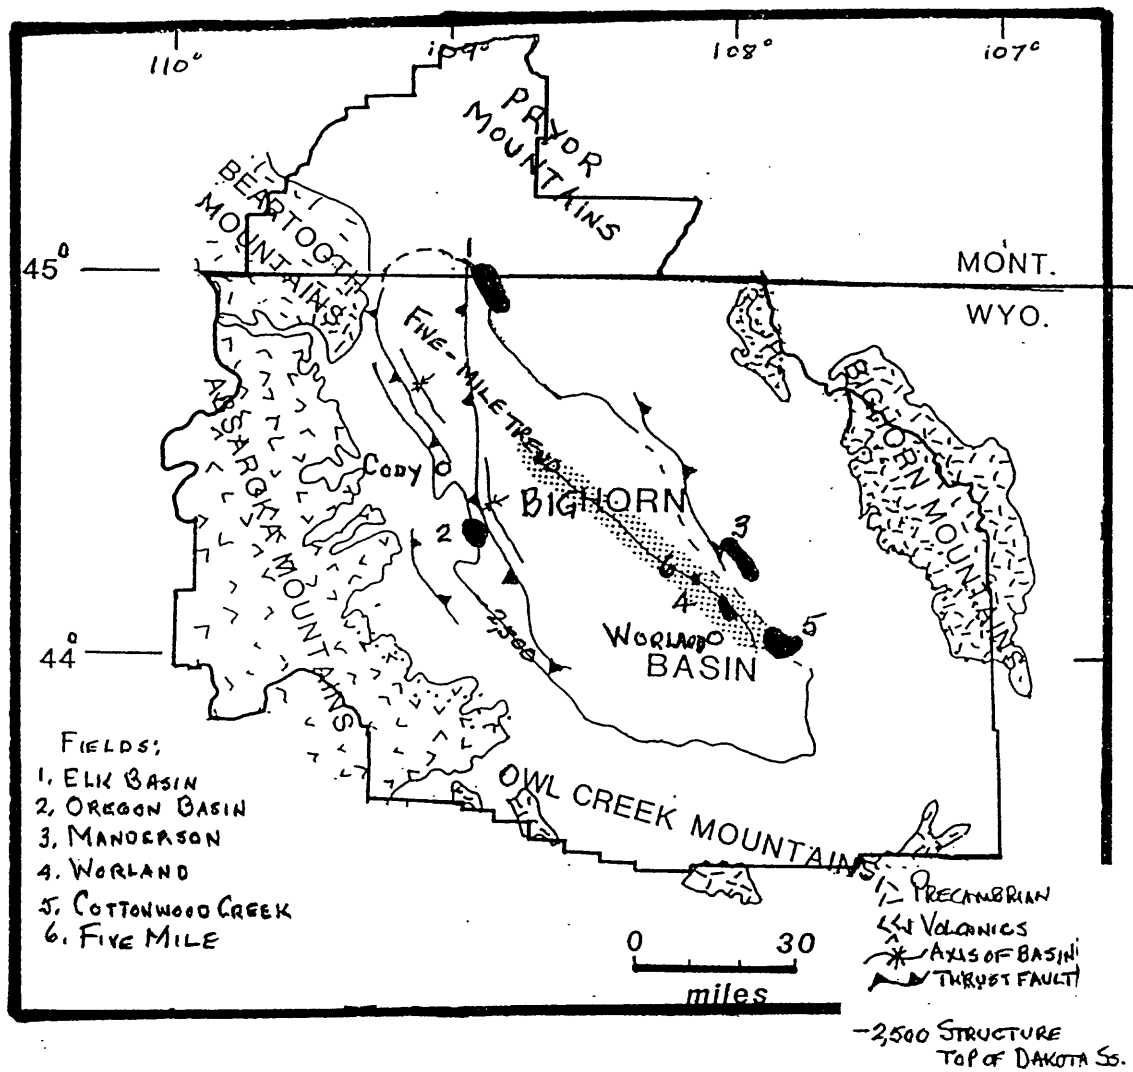 110° 109° 108° 107°
PRYOR
MOUNTAINS
BEARTOOTH
MOUNTAINS
45°
1
MONT.
WYO.
FIVE-MILE TREND
ABSAROKA MOUNTAINS
BIGHORN MOUNTAINS
CODY
BIGHORN
2
3
6
4
5
2,500
WORLAND
BASIN
44°
OWL CREEK MOUNTAINS
FIELDS:
1. ELK BASIN
2. OREGON BASIN
3. MANDERSON
4. WORLAND
5. COTTONWOOD CREEK
6. FIVE MILE
0 30
miles
PRECAMBRIAN
VOLCANICS
AXIS OF BASIN
THRUST FAULT
-2,500 STRUCTURE
TOP OF DAKOTA SS.